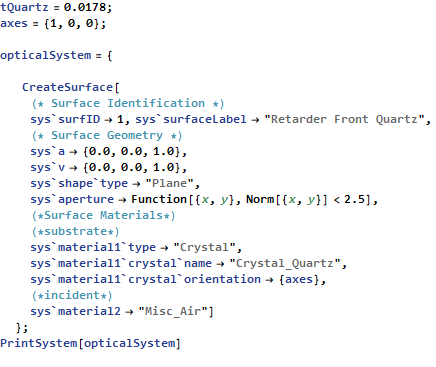 tQuartz = 0.0178;
axes = {1, 0, 0};
opticalSystem = {
CreateSurface[
(* Surface Identification *)
sys`surfID → 1, sys`surfaceLabel → "Retarder Front Quartz",
(* Surface Geometry *)
sys`a → {0.0, 0.0, 1.0},
sys`v → {0.0, 0.0, 1.0},
sys`shape`type → "Plane",
sys`aperture → Function[{x, y}, Norm[{x, y}] < 2.5],
(*Surface Materials*)
(*substrate*)
sys`material1`type → "Crystal",
sys`material1`crystal`name → "Crystal_Quartz",
sys`material1`crystal`orientation → {axes},
(*incident*)
sys`material2 → "Misc_Air"]
};
PrintSystem[opticalSystem]